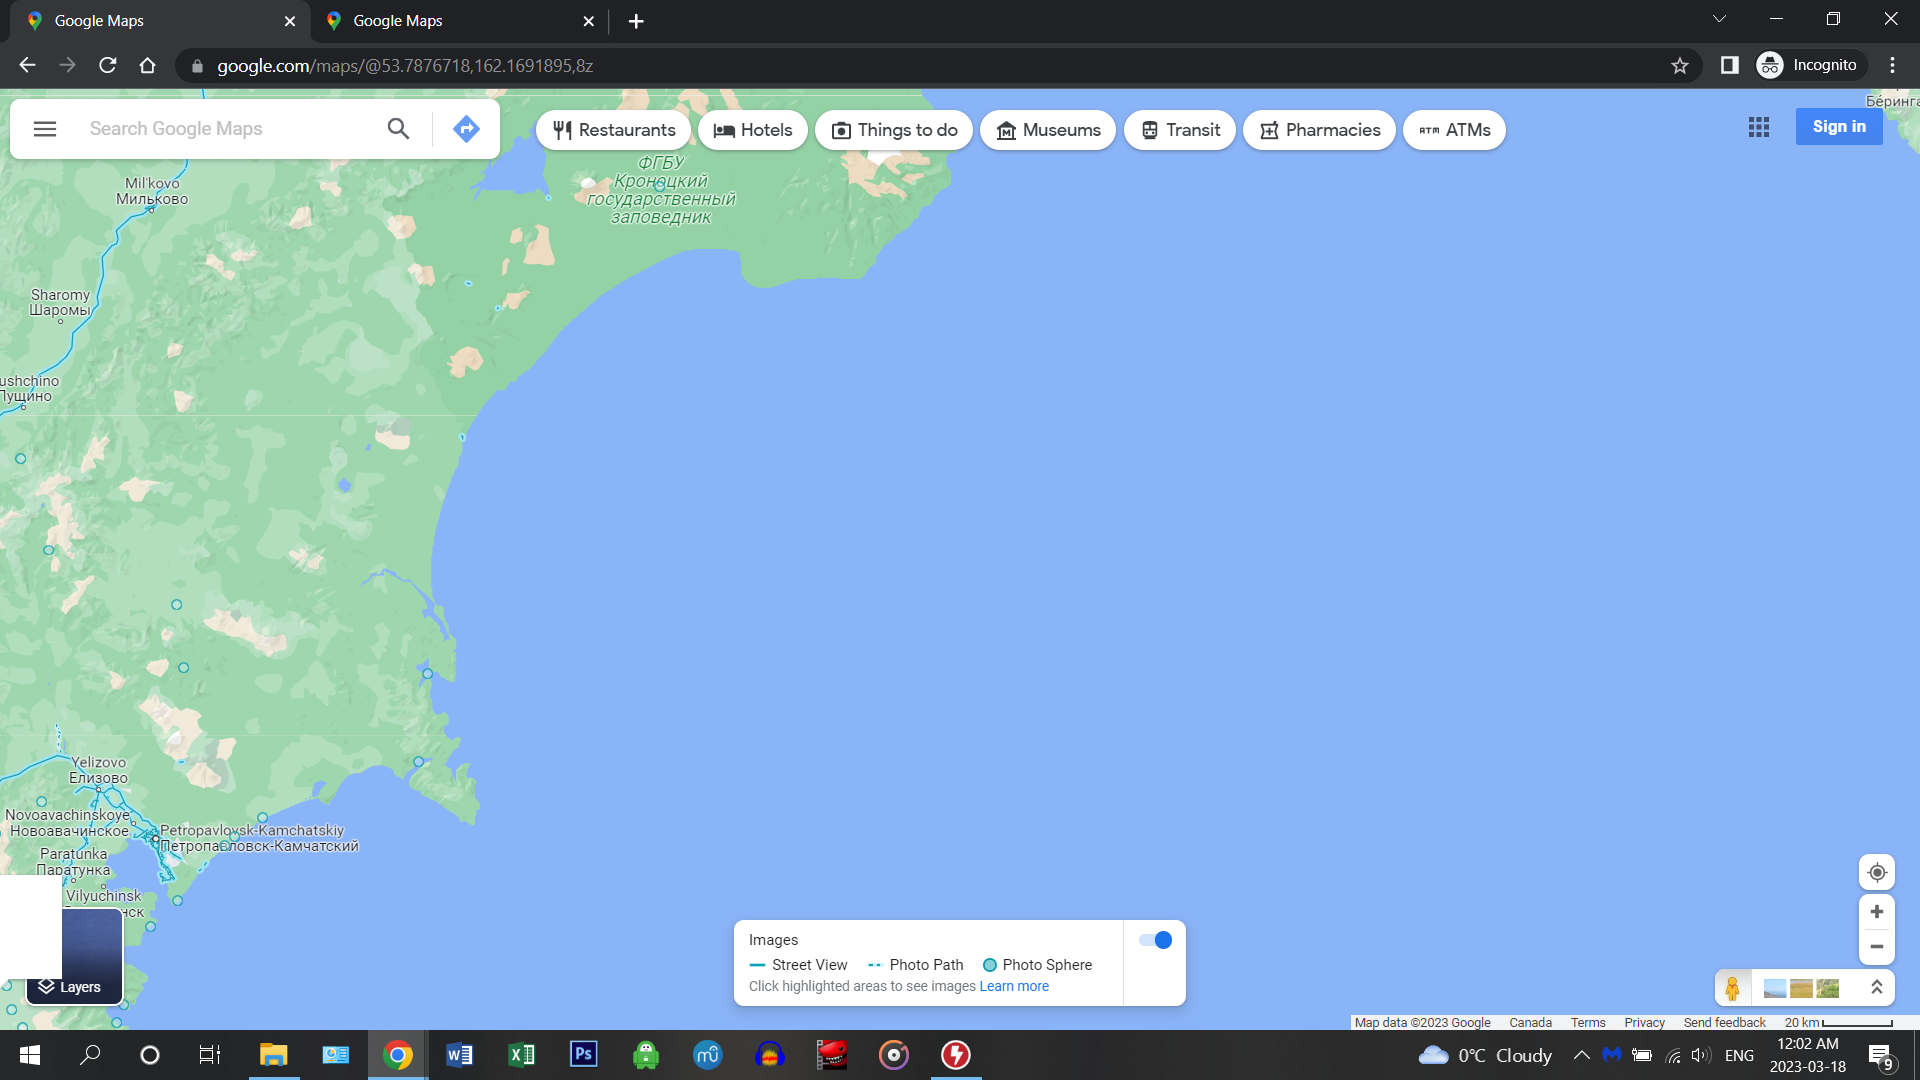 Google Maps
Google Maps
google.com/maps/@53.7876718,162.1691895,8z
Incognito
Search Google Maps
Restaurants
Hotels
Things to do
Museums
Transit
Pharmacies
ATM ATMs
Sign in
ФГБУ
Кроноцкий
государственный
заповедник
Mil'kovo
Мильково
Sharomy
Шаромы
ushchino
Пущино
Yelizovo
Елизово
Novoavachinskoye
Новоавачинское
Petropavlovsk-Kamchatskiy
Петропавловск-Камчатский
Paratunka
Паратунка
Vilyuchinsk
нск
Layers
Images
Street View
Photo Path
Photo Sphere
Click highlighted areas to see images Learn more
Map data ©2023 Google
Canada
Terms
Privacy
Send feedback
20 km
0°C Cloudy
ENG
12:02 AM
2023-03-18
9